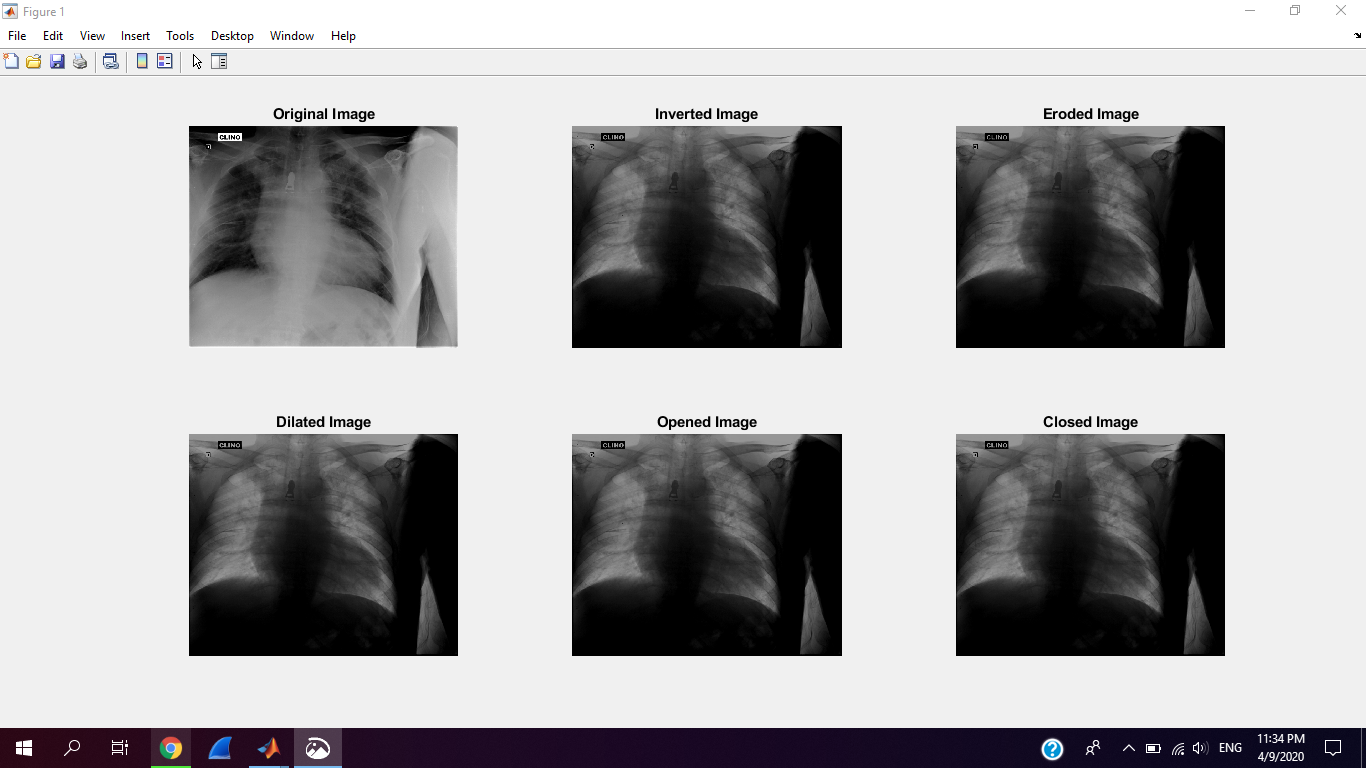 Figure 1
File Edit View Insert Tools Desktop Window Help
Original Image
Inverted Image
Eroded Image
CLINO
CLINO
CLINO
Dilated Image
Opened Image
Closed Image
CLINO
CLINO
CLINO
ENG
11:34 PM
4/9/2020